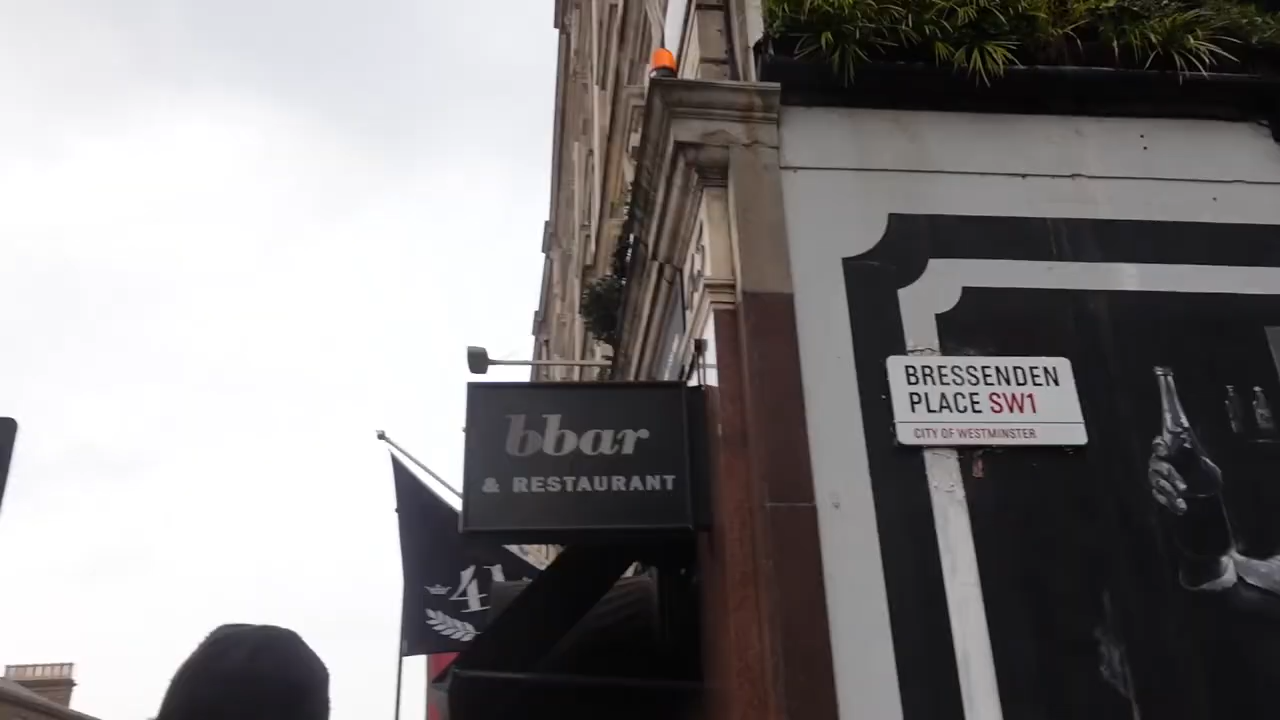 bbar
& RESTAURANT
41
BRESSENDEN
PLACE SW1
CITY OF WESTMINSTER